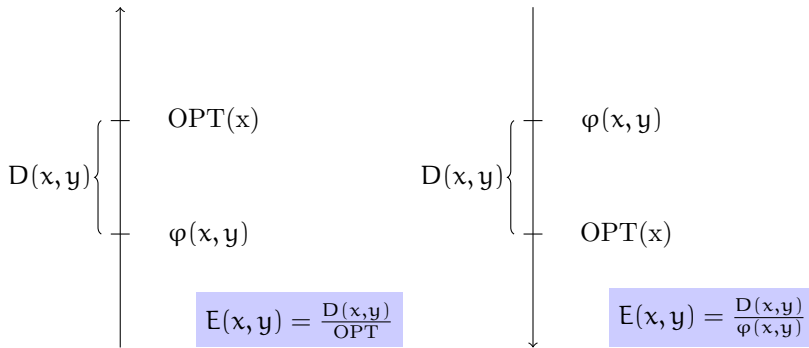 OPT(x)
D(x, y)
φ(x, y)
E(x, y) = D(x,y)/OPT
φ(x, y)
D(x, y)
OPT(x)
E(x, y) = D(x,y)/φ(x,y)